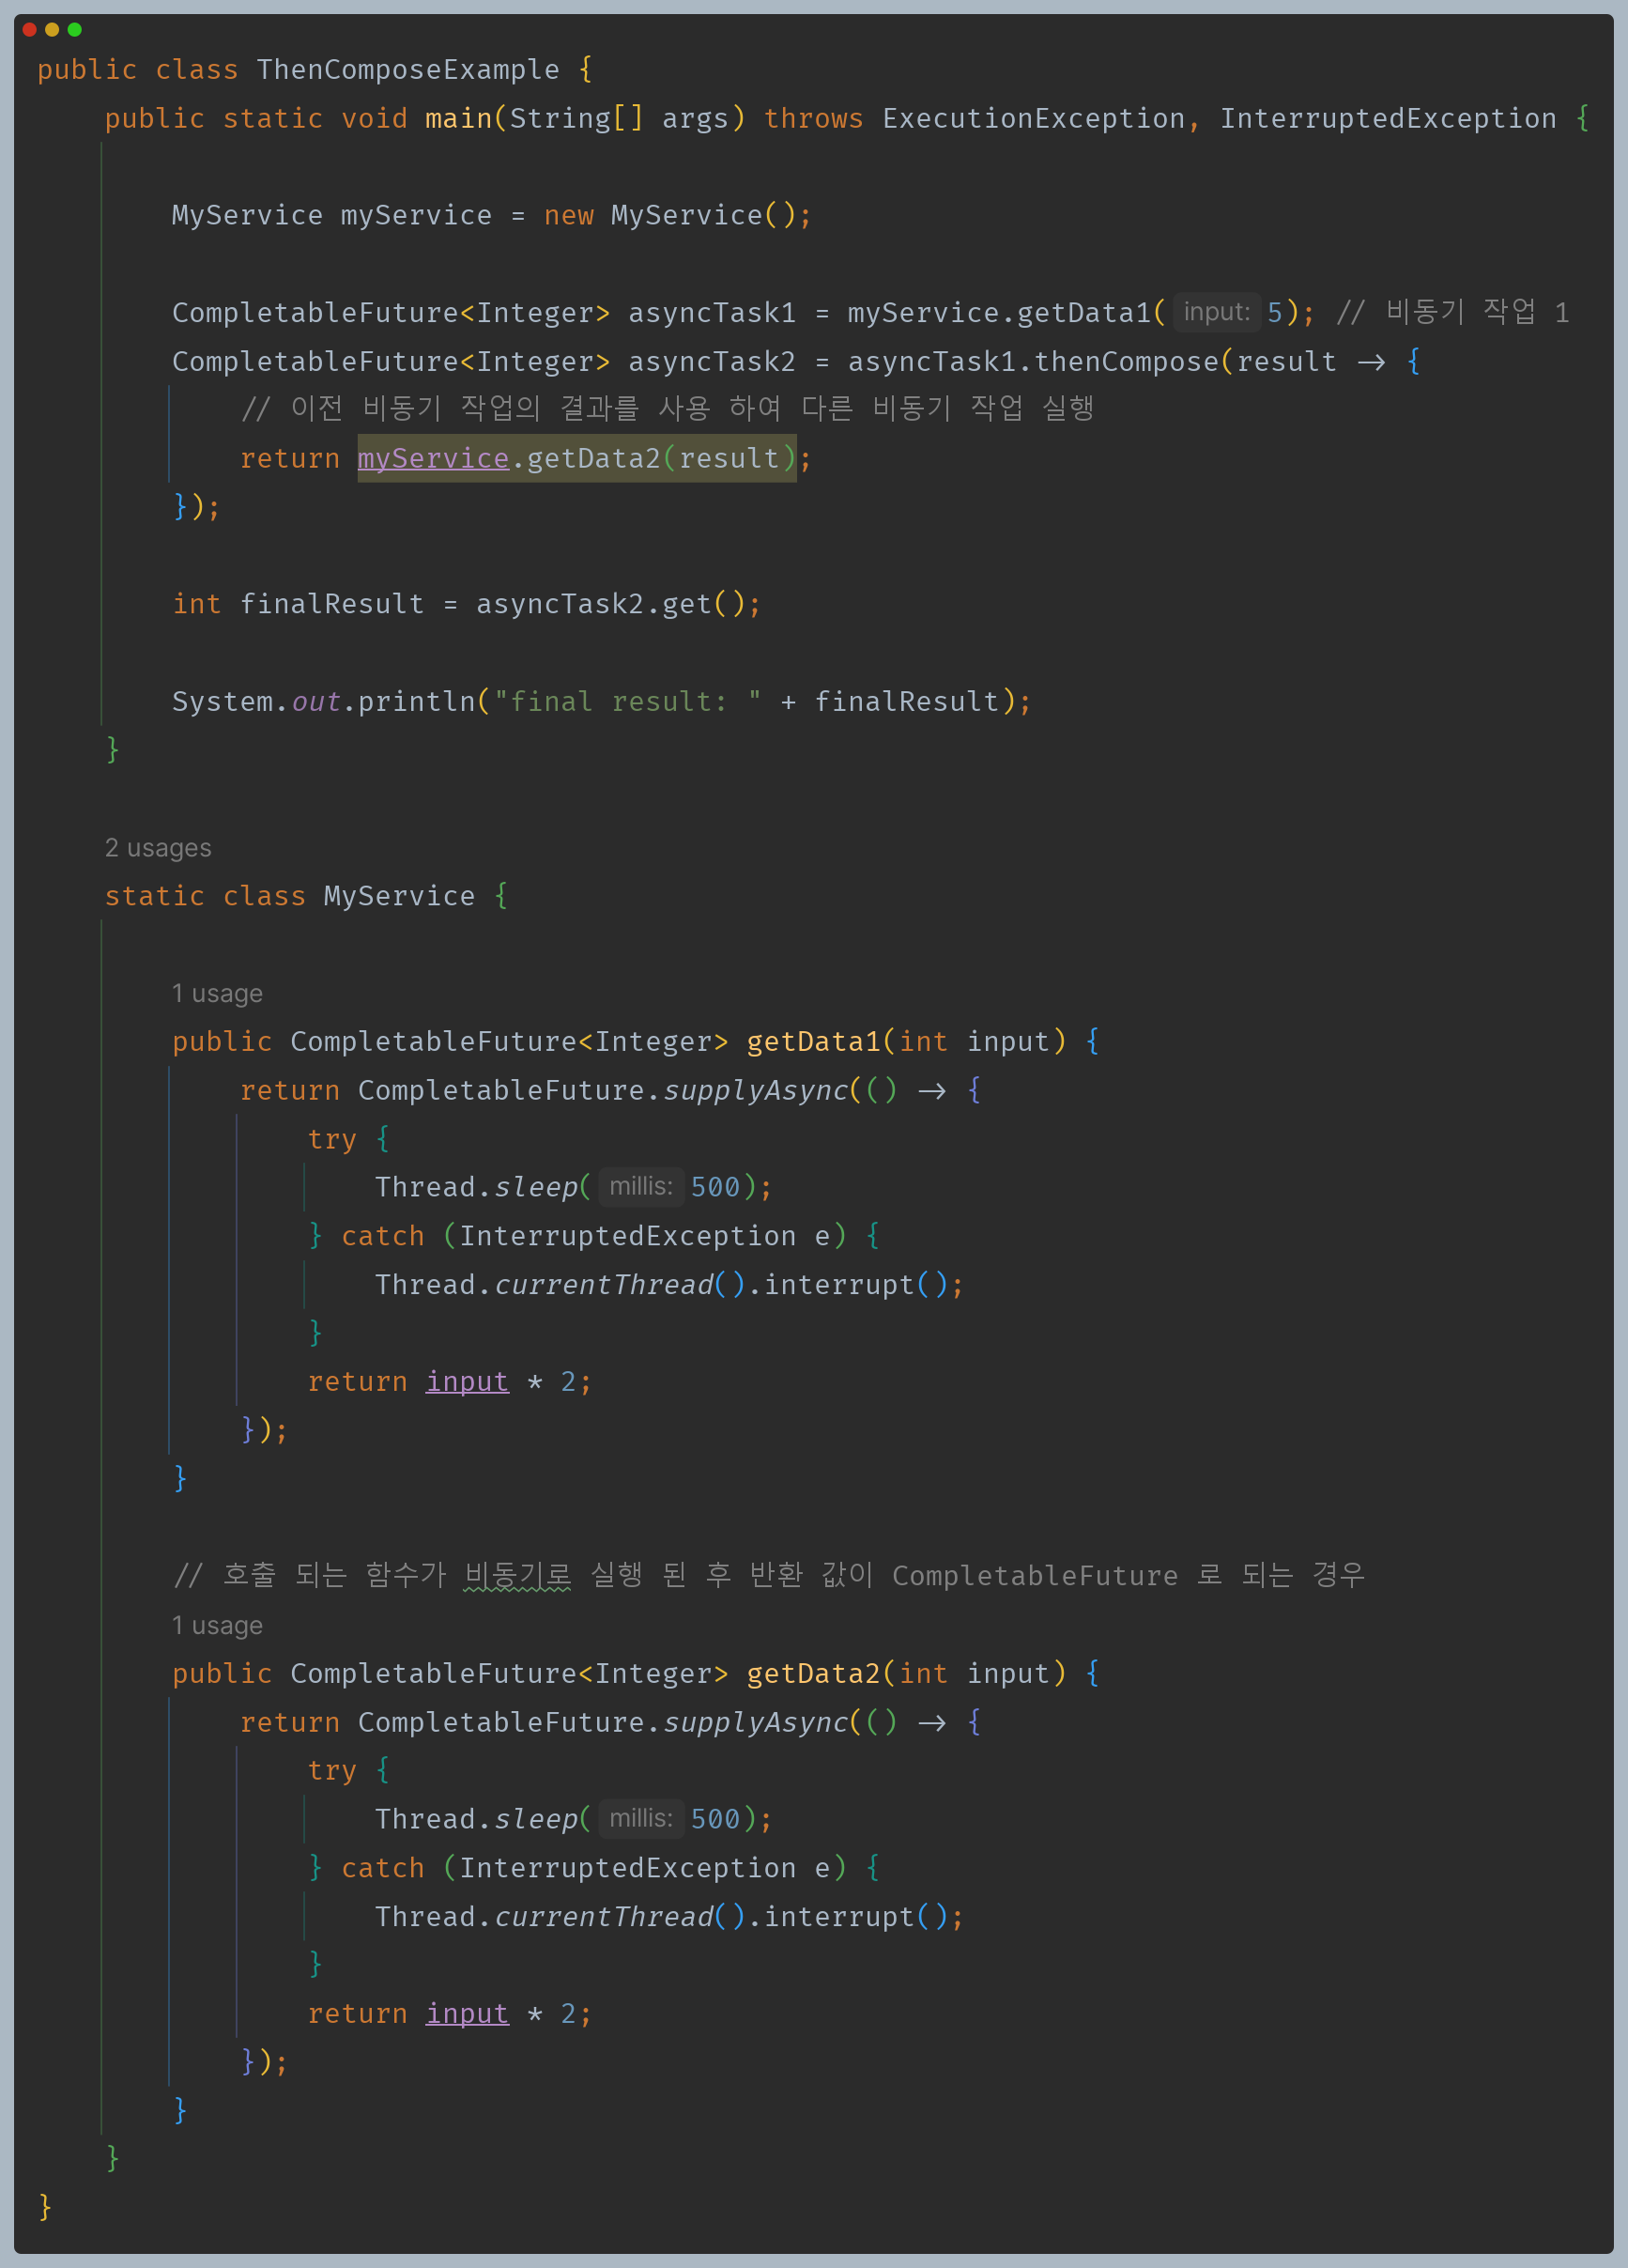 public class ThenComposeExample {
public static void main(String[] args) throws ExecutionException, InterruptedException {
MyService myService = new MyService();
CompletableFuture<Integer> asyncTask1 = myService.getData1( input: 5); // 비동기 작업 1
CompletableFuture<Integer> asyncTask2 = asyncTask1.thenCompose(result -> {
// 이전 비동기 작업의 결과를 사용 하여 다른 비동기 작업 실행
return myService.getData2(result);
});
int finalResult = asyncTask2.get();
System.out.println("final result: " + finalResult);
}
2 usages
static class MyService {
1 usage
public CompletableFuture<Integer> getData1(int input) {
return CompletableFuture.supplyAsync(() -> {
try {
Thread.sleep( millis: 500);
} catch (InterruptedException e) {
Thread.currentThread().interrupt();
}
return input * 2;
});
}
// 호출 되는 함수가 비동기로 실행 된 후 반환 값이 CompletableFuture 로 되는 경우
1 usage
public CompletableFuture<Integer> getData2(int input) {
return CompletableFuture.supplyAsync(() -> {
try {
Thread.sleep( millis: 500);
} catch (InterruptedException e) {
Thread.currentThread().interrupt();
}
return input * 2;
});
}
}
}